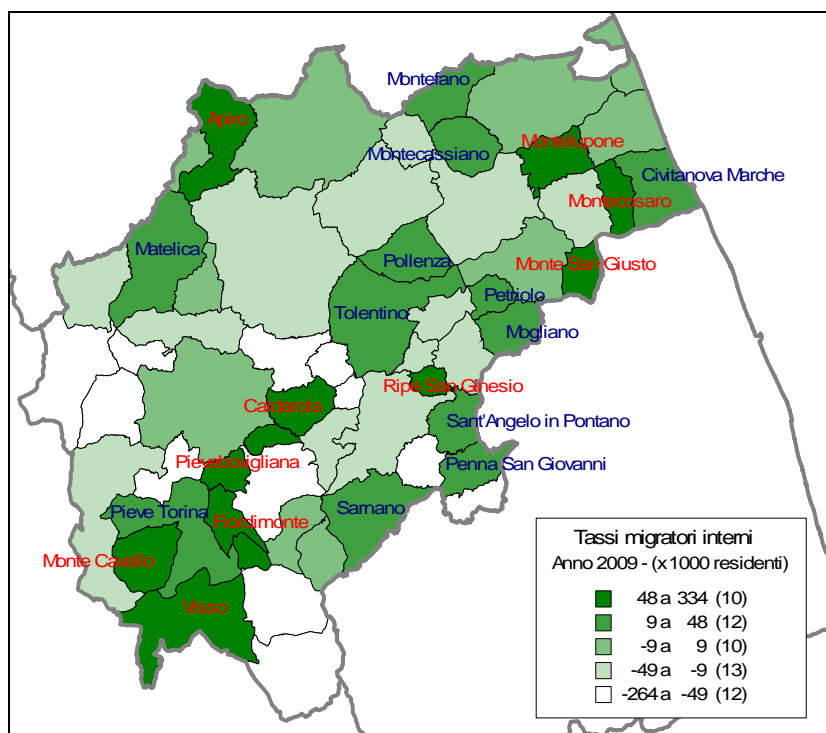 Montefano
Apiro
Montelupone
Montecassiano
Civitanova Marche
Montecosaro
Matelica
Pollenza
Monte San Giusto
Petriolo
Tolentino
Mogliano
Ripe San Ginesio
Caldarola
Sant'Angelo in Pontano
Pievebovigliana
Penna San Giovanni
Pieve Torina
Sarnano
Fiordimonte
Monte Cavallo
Visso
Tassi migratori interni
Anno 2009 - (x 1000 residenti)
48 a 334 (10)
9 a 48 (12)
-9 a 9 (10)
-49 a -9 (13)
-264 a -49 (12)